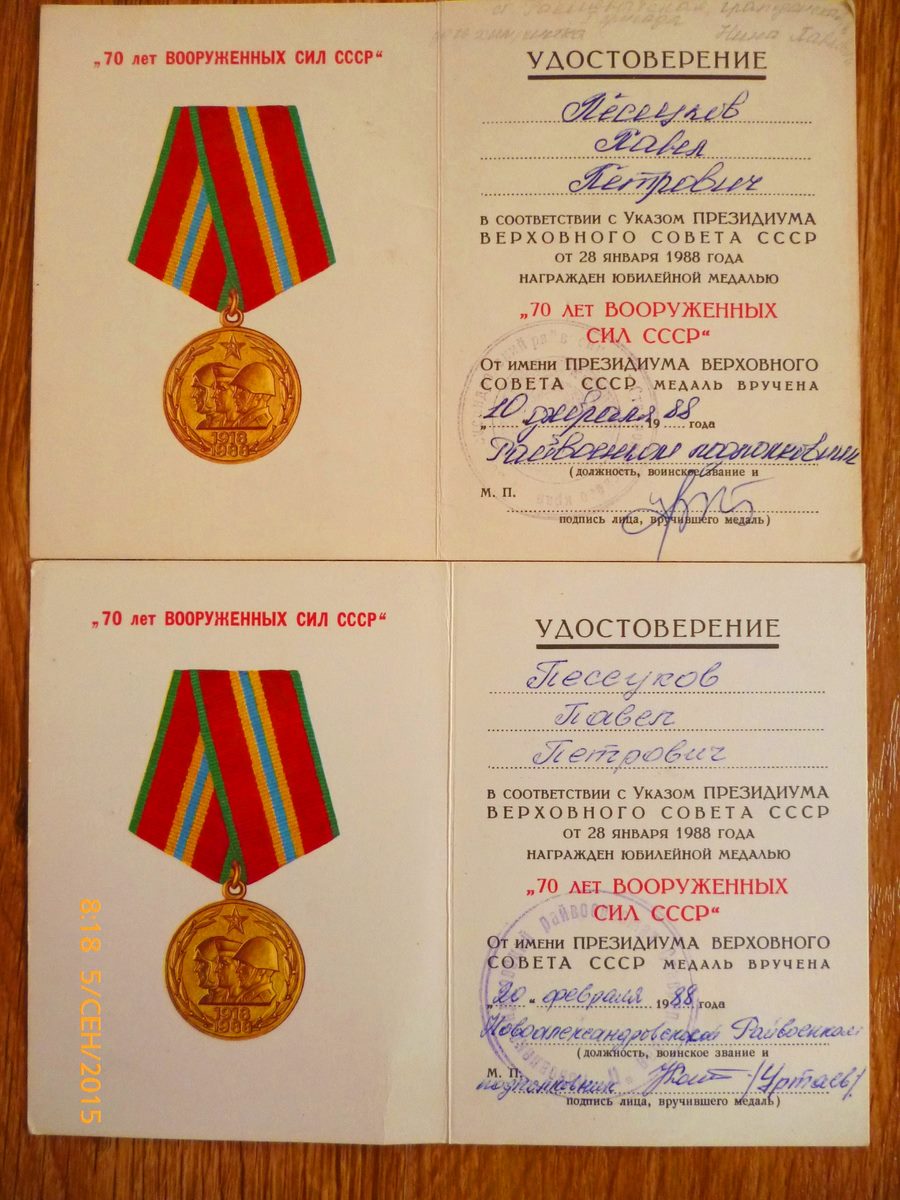 „70 лет ВООРУЖЕННЫХ СИЛ СССР“
1918
1988
УДОСТОВЕРЕНИЕ
Песецков
Павел
Петрович
в соответствии с Указом ПРЕЗИДИУМА
ВЕРХОВНОГО СОВЕТА СССР
от 28 января 1988 года
награжден юбилейной медалью
„70 лет ВООРУЖЕННЫХ
СИЛ СССР“
От имени ПРЕЗИДИУМА ВЕРХОВНОГО
СОВЕТА СССР медаль вручена
„20 февраля 1988 года
Райвоенком подполковник
(должность, воинское звание и
М. П.
подпись лица, вручившего медаль)
„70 лет ВООРУЖЕННЫХ СИЛ СССР“
1918
1988
8:18 5/СЕН/2015
УДОСТОВЕРЕНИЕ
Песецков
Павел
Петрович
в соответствии с Указом ПРЕЗИДИУМА
ВЕРХОВНОГО СОВЕТА СССР
от 28 января 1988 года
награжден юбилейной медалью
„70 лет ВООРУЖЕННЫХ
СИЛ СССР“
От имени ПРЕЗИДИУМА ВЕРХОВНОГО
СОВЕТА СССР медаль вручена
„20“ февраля 1988 года
Новоалександровский Райвоенком
(должность, воинское звание и
М. П.
подполковник /Уртаев/
подпись лица, вручившего медаль)